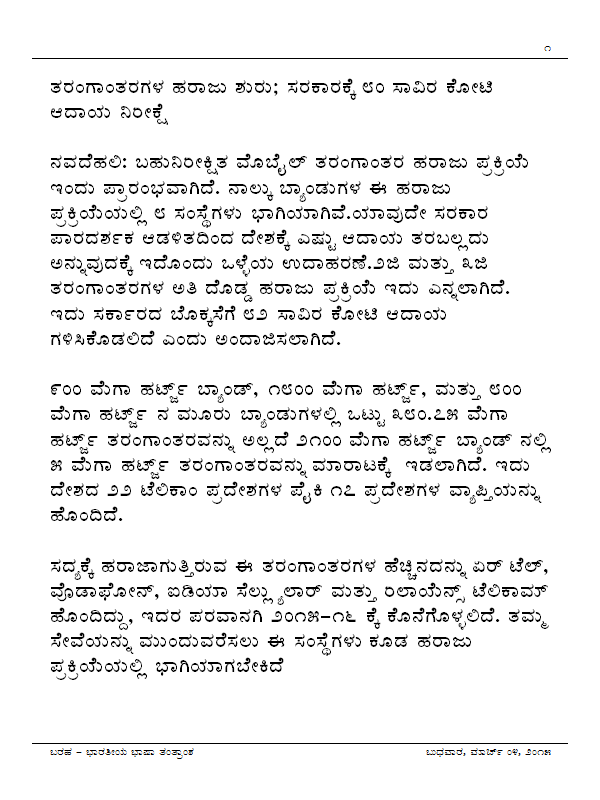 ೧
ತರಂಗಾಂತರಗಳ ಹರಾಜು ಶುರು; ಸರಕಾರಕ್ಕೆ ೮೦ ಸಾವಿರ ಕೋಟಿ
ಆದಾಯ ನಿರೀಕ್ಷೆ
ನವದೆಹಲಿ: ಬಹುನಿರೀಕ್ಷಿತ ಮೊಬೈಲ್ ತರಂಗಾಂತರ ಹರಾಜು ಪ್ರಕ್ರಿಯೆ
ಇಂದು ಪ್ರಾರಂಭವಾಗಿದೆ. ನಾಲ್ಕು ಬ್ಯಾಂಡುಗಳ ಈ ಹರಾಜು
ಪ್ರಕ್ರಿಯೆಯಲ್ಲಿ ೮ ಸಂಸ್ಥೆಗಳು ಭಾಗಿಯಾಗಿವೆ.ಯಾವುದೇ ಸರಕಾರ
ಪಾರದರ್ಶಕ ಆಡಳಿತದಿಂದ ದೇಶಕ್ಕೆ ಎಷ್ಟು ಆದಾಯ ತರಬಲ್ಲದು
ಅನ್ನುವುದಕ್ಕೆ ಇದೊಂದು ಒಳ್ಳೆಯ ಉದಾಹರಣೆ.೨ಜಿ ಮತ್ತು ೩ಜಿ
ತರಂಗಾಂತರಗಳ ಅತಿ ದೊಡ್ಡ ಹರಾಜು ಪ್ರಕ್ರಿಯೆ ಇದು ಎನ್ನಲಾಗಿದೆ.
ಇದು ಸರ್ಕಾರದ ಬೊಕ್ಕಸೆಗೆ ೮೨ ಸಾವಿರ ಕೋಟಿ ಆದಾಯ
ಗಳಿಸಿಕೊಡಲಿದೆ ಎಂದು ಅಂದಾಜಿಸಲಾಗಿದೆ.
೯೦೦ ಮೆಗಾ ಹರ್ಟ್ಜ್ ಬ್ಯಾಂಡ್, ೧೮೦೦ ಮೆಗಾ ಹರ್ಟ್ಜ್, ಮತ್ತು ೮೦೦
ಮೆಗಾ ಹರ್ಟ್ಜ್ ನ ಮೂರು ಬ್ಯಾಂಡುಗಳಲ್ಲಿ ಒಟ್ಟು ೩೮೦.೭೫ ಮೆಗಾ
ಹರ್ಟ್ಜ್ ತರಂಗಾಂತರವನ್ನು ಅಲ್ಲದೆ ೨೧೦೦ ಮೆಗಾ ಹರ್ಟ್ಜ್ ಬ್ಯಾಂಡ್ ನಲ್ಲಿ
೫ ಮೆಗಾ ಹರ್ಟ್ಜ್ ತರಂಗಾಂತರವನ್ನು ಮಾರಾಟಕ್ಕೆ ಇಡಲಾಗಿದೆ. ಇದು
ದೇಶದ ೨೨ ಟೆಲಿಕಾಂ ಪ್ರದೇಶಗಳ ಪೈಕಿ ೧೭ ಪ್ರದೇಶಗಳ ವ್ಯಾಪ್ತಿಯನ್ನು
ಹೊಂದಿದೆ.
ಸದ್ಯಕ್ಕೆ ಹರಾಜಾಗುತ್ತಿರುವ ಈ ತರಂಗಾಂತರಗಳ ಹೆಚ್ಚಿನದನ್ನು ಏರ್ ಟೆಲ್,
ವೊಡಾಫೋನ್, ಐಡಿಯಾ ಸೆಲ್ಲ್ಯುಲಾರ್ ಮತ್ತು ರಿಲಾಯೆನ್ಸ್ ಟೆಲಿಕಾಮ್
ಹೊಂದಿದ್ದು, ಇದರ ಪರವಾನಗಿ ೨೦೧೫-೧೬ ಕ್ಕೆ ಕೊನೆಗೊಳ್ಳಲಿದೆ. ತಮ್ಮ
ಸೇವೆಯನ್ನು ಮುಂದುವರೆಸಲು ಈ ಸಂಸ್ಥೆಗಳು ಕೂಡ ಹರಾಜು
ಪ್ರಕ್ರಿಯೆಯಲ್ಲಿ ಭಾಗಿಯಾಗಬೇಕಿದೆ
ಬರಹ - ಭಾರತೀಯ ಭಾಷಾ ತಂತ್ರಾಂಶ ಬುಧವಾರ, ಮಾರ್ಚ್ ೦೪, ೨೦೧೫